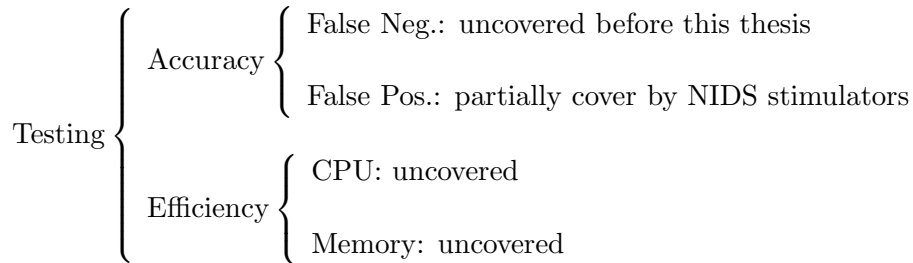 False Neg.: uncovered before this thesis
Accuracy
False Pos.: partially cover by NIDS stimulators
Testing
CPU: uncovered
Efficiency
Memory: uncovered